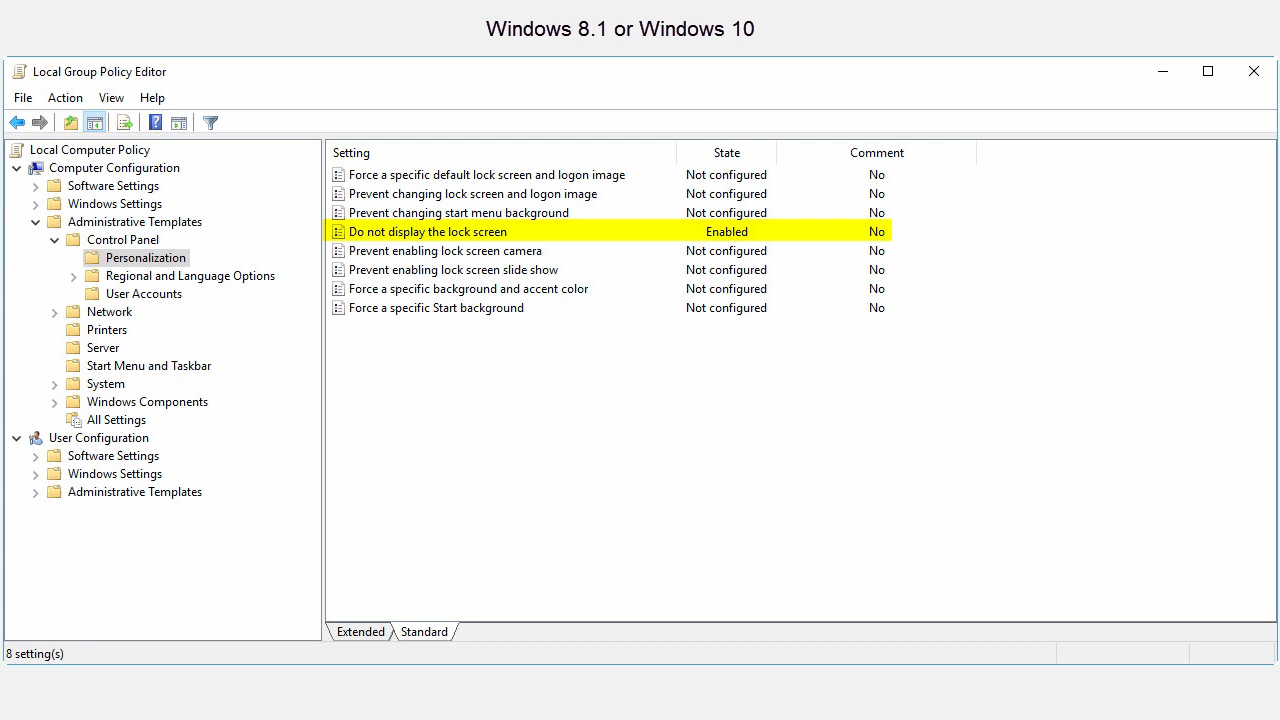 Windows 8.1 or Windows 10
Local Group Policy Editor
File Action View Help
Local Computer Policy
Computer Configuration
Software Settings
Windows Settings
Administrative Templates
Control Panel
Personalization
Regional and Language Options
User Accounts
Network
Printers
Server
Start Menu and Taskbar
System
Windows Components
All Settings
User Configuration
Software Settings
Windows Settings
Administrative Templates
Setting State Comment
Force a specific default lock screen and logon image Not configured No
Prevent changing lock screen and logon image Not configured No
Prevent changing start menu background Not configured No
Do not display the lock screen Enabled No
Prevent enabling lock screen camera Not configured No
Prevent enabling lock screen slide show Not configured No
Force a specific background and accent color Not configured No
Force a specific Start background Not configured No
Extended Standard
8 setting(s)